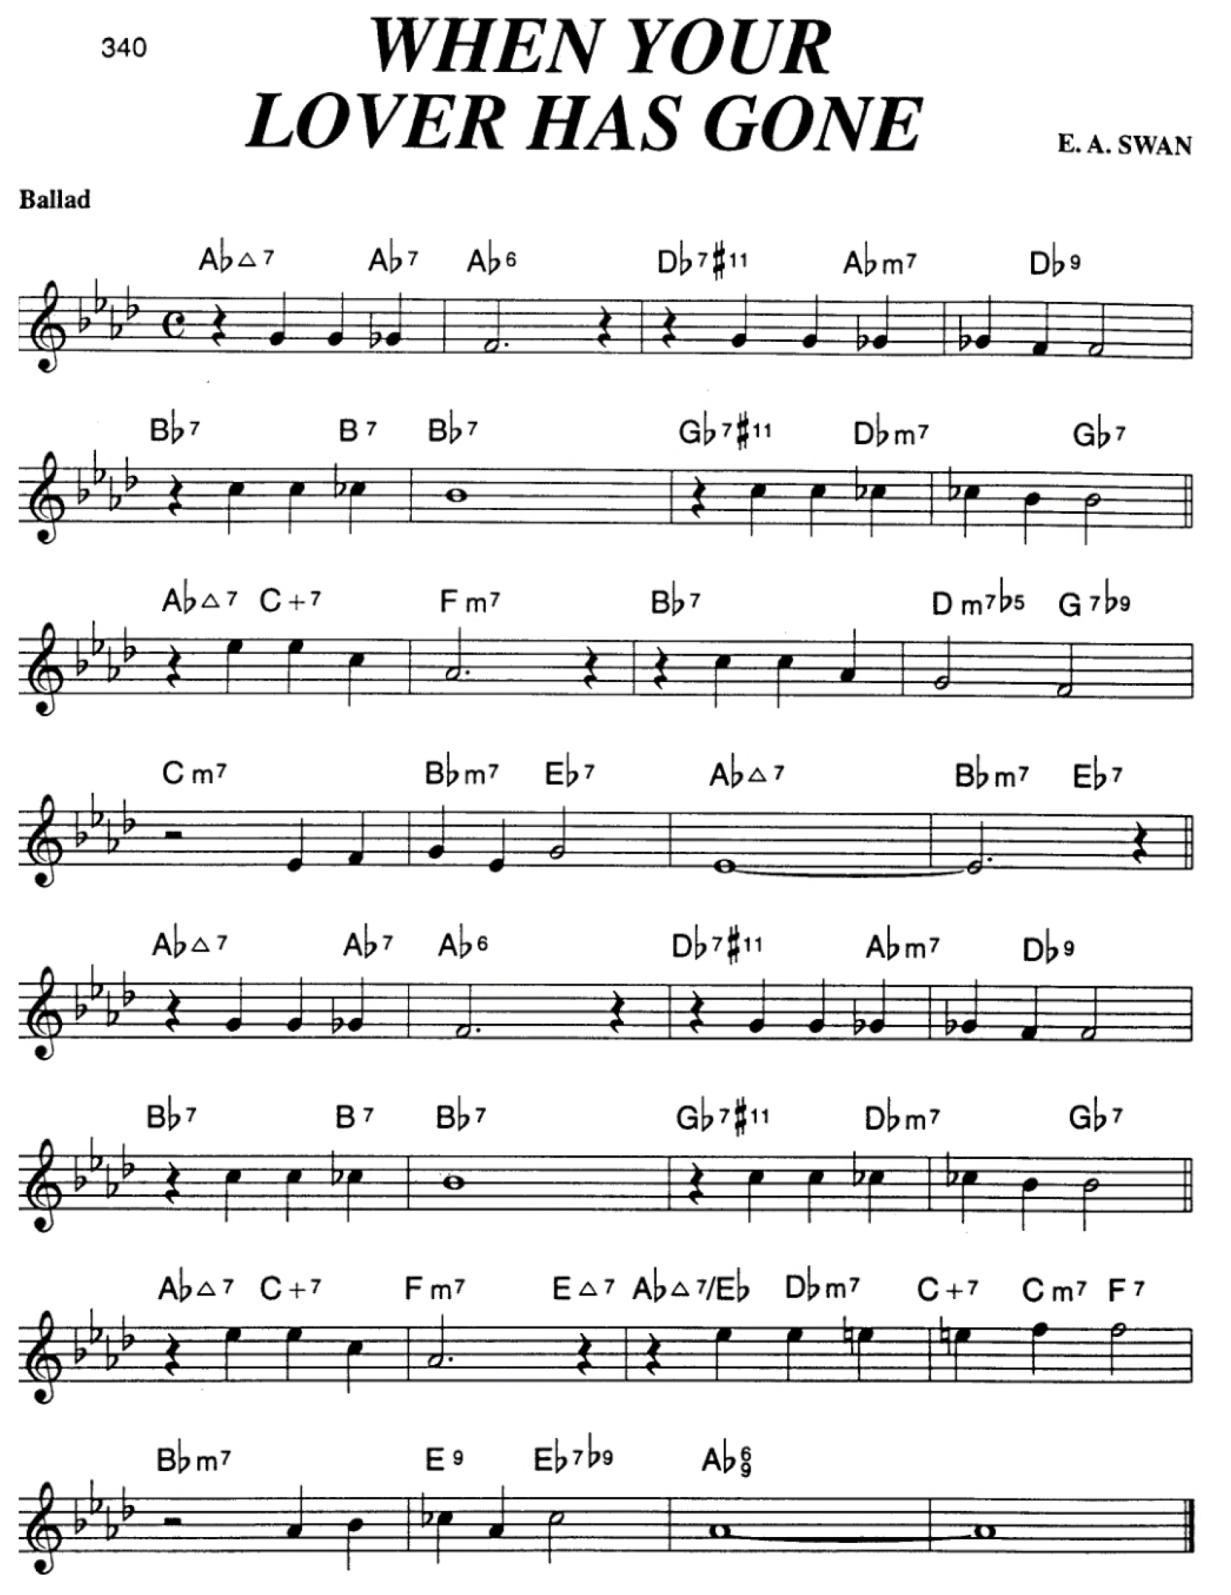 340
WHEN YOUR
LOVER HAS GONE
E. A. SWAN
Ballad
A♭△7 A♭7 A♭6 D♭7♯11 A♭m7 D♭9
B♭7 B7 B♭7 G♭7♯11 D♭m7 G♭7
A♭△7 C+7 Fm7 B♭7 Dm7♭5 G7♭9
Cm7 B♭m7 E♭7 A♭△7 B♭m7 E♭7
A♭△7 A♭7 A♭6 D♭7♯11 A♭m7 D♭9
B♭7 B7 B♭7 G♭7♯11 D♭m7 G♭7
A♭△7 C+7 Fm7 E△7 A♭△7/E♭ D♭m7 C+7 Cm7 F7
B♭m7 E9 E♭7♭9 A♭6 9